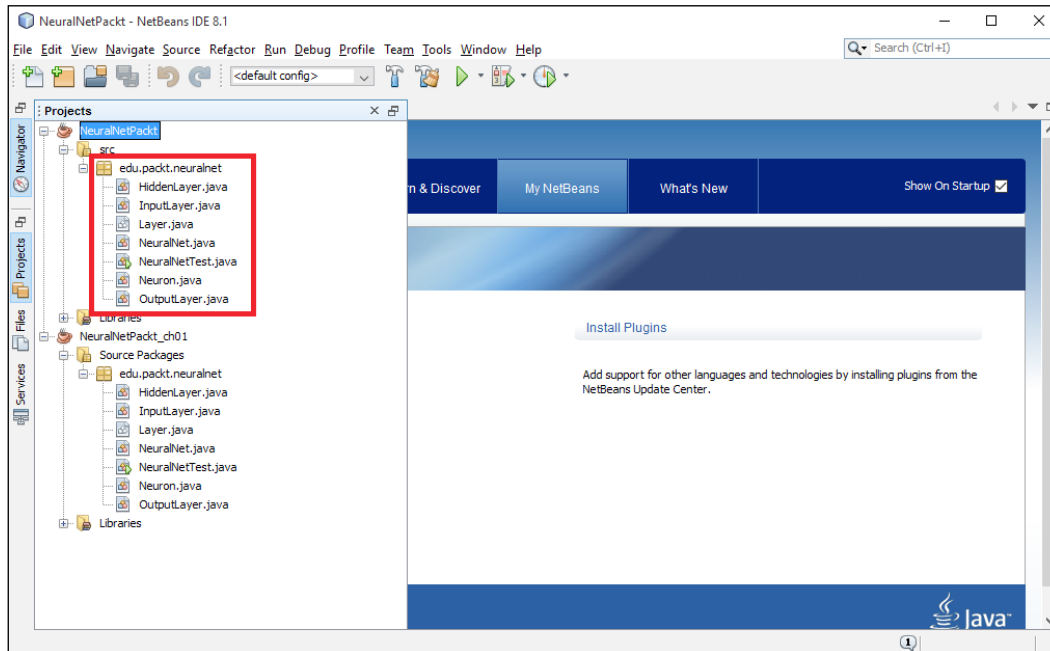 NeuralNetPackt - NetBeans IDE 8.1
File Edit View Navigate Source Refactor Run Debug Profile Team Tools Window Help
Search (Ctrl+I)
<default config>
Projects
Navigator
Projects
Files
Services
NeuralNetPackt
src
edu.packt.neuralnet
HiddenLayer.java
InputLayer.java
Layer.java
NeuralNet.java
NeuralNetTest.java
Neuron.java
OutputLayer.java
Libraries
NeuralNetPackt_ch01
Source Packages
edu.packt.neuralnet
HiddenLayer.java
InputLayer.java
Layer.java
NeuralNet.java
NeuralNetTest.java
Neuron.java
OutputLayer.java
Libraries
n & Discover
My NetBeans
What's New
Show On Startup
Install Plugins
Add support for other languages and technologies by installing plugins from the
NetBeans Update Center.
Java™
1